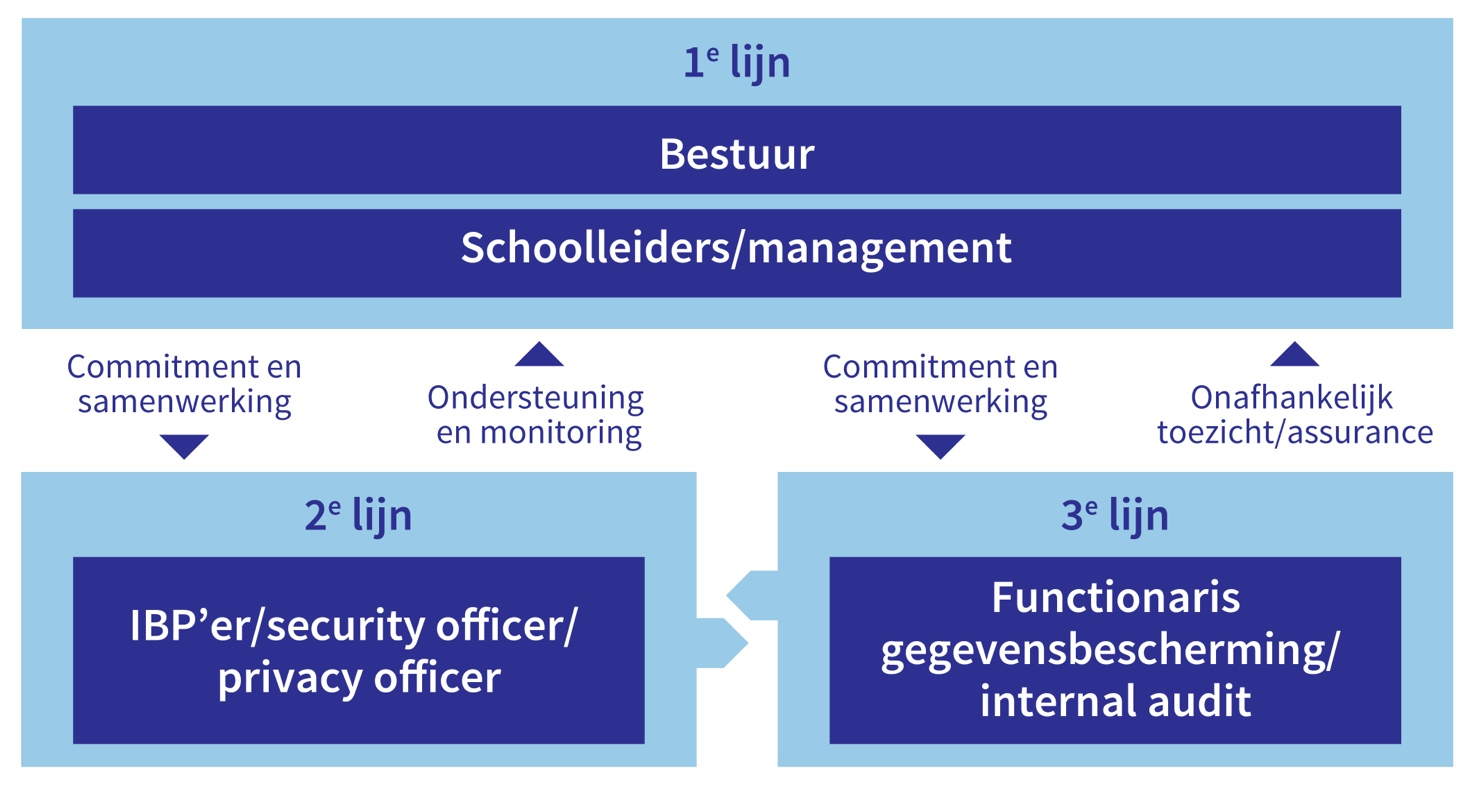 1e lijn
Bestuur
Schoolleiders/management
Commitment en
samenwerking
Ondersteuning
en monitoring
Commitment en
samenwerking
Onafhankelijk
toezicht/assurance
2e lijn
IBP’er/security officer/
privacy officer
3e lijn
Functionaris
gegevensbescherming/
internal audit